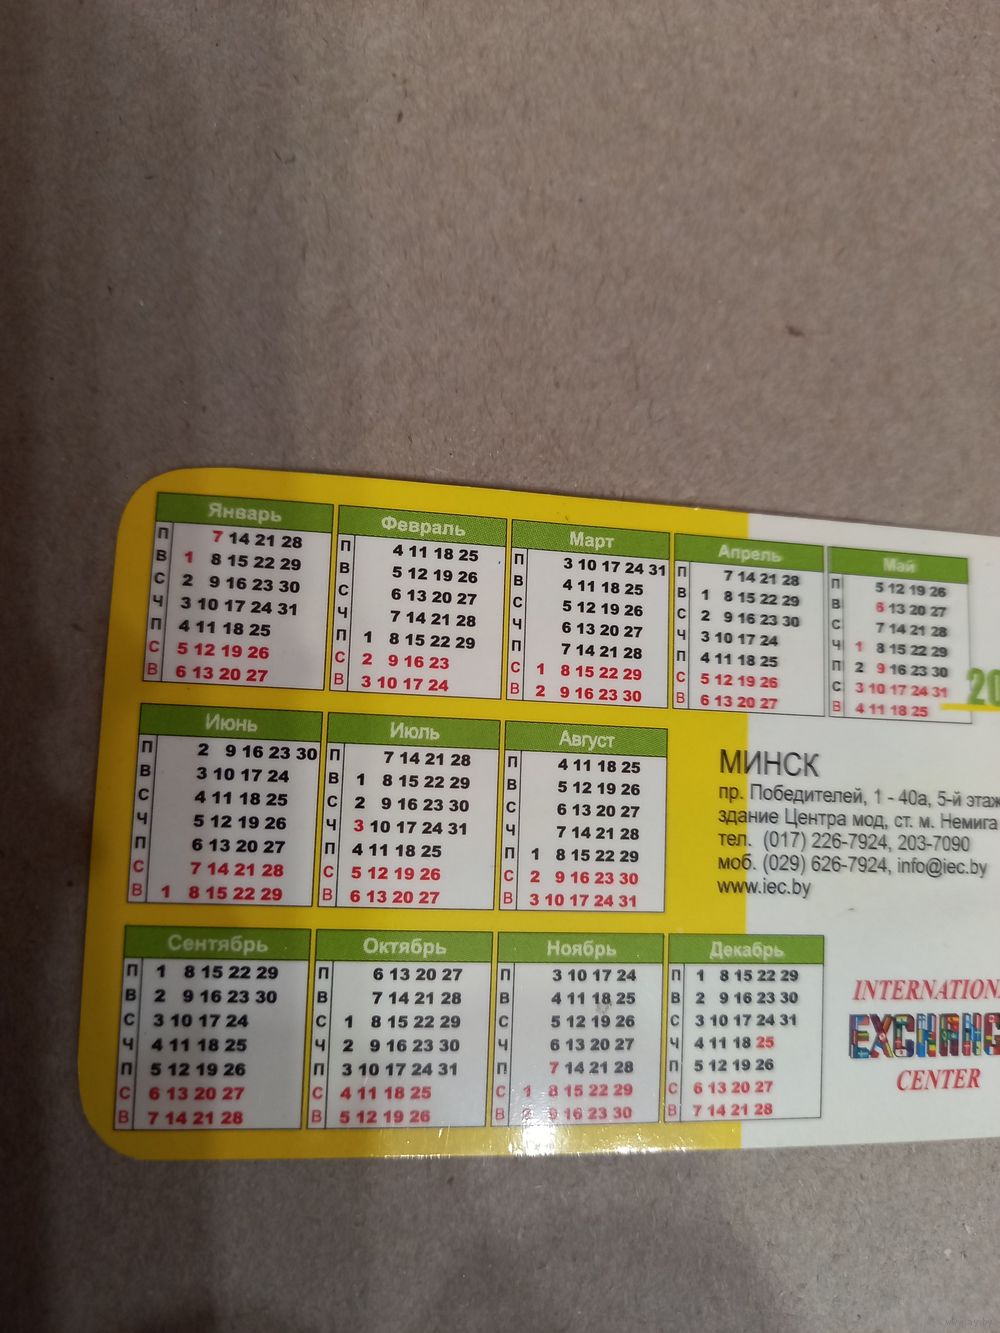 Январь
П 7 14 21 28
В 1 8 15 22 29
С 2 9 16 23 30
Ч 3 10 17 24 31
П 4 11 18 25
С 5 12 19 26
В 6 13 20 27
Февраль
П 4 11 18 25
В 5 12 19 26
С 6 13 20 27
Ч 7 14 21 28
П 1 8 15 22 29
С 2 9 16 23
В 3 10 17 24
Март
П 3 10 17 24 31
В 4 11 18 25
С 5 12 19 26
Ч 6 13 20 27
П 7 14 21 28
С 1 8 15 22 29
В 2 9 16 23 30
Апрель
П 7 14 21 28
В 1 8 15 22 29
С 2 9 16 23 30
Ч 3 10 17 24
П 4 11 18 25
С 5 12 19 26
В 6 13 20 27
Май
П 5 12 19 26
В 6 13 20 27
С 7 14 21 28
Ч 1 8 15 22 29
П 2 9 16 23 30
С 3 10 17 24 31
В 4 11 18 25
20
Июнь
П 2 9 16 23 30
В 3 10 17 24
С 4 11 18 25
Ч 5 12 19 26
П 6 13 20 27
С 7 14 21 28
В 1 8 15 22 29
Июль
П 7 14 21 28
В 1 8 15 22 29
С 2 9 16 23 30
Ч 3 10 17 24 31
П 4 11 18 25
С 5 12 19 26
В 6 13 20 27
Август
П 4 11 18 25
В 5 12 19 26
С 6 13 20 27
Ч 7 14 21 28
П 1 8 15 22 29
С 2 9 16 23 30
В 3 10 17 24 31
МИНСК
пр. Победителей, 1 - 40а, 5-й этаж
здание Центра мод, ст. м. Немига
тел. (017) 226-7924, 203-7090
моб. (029) 626-7924, info@iec.by
www.iec.by
Сентябрь
П 1 8 15 22 29
В 2 9 16 23 30
С 3 10 17 24
Ч 4 11 18 25
П 5 12 19 26
С 6 13 20 27
В 7 14 21 28
Октябрь
П 6 13 20 27
В 7 14 21 28
С 1 8 15 22 29
Ч 2 9 16 23 30
П 3 10 17 24 31
С 4 11 18 25
В 5 12 19 26
Ноябрь
П 3 10 17 24
В 4 11 18 25
С 5 12 19 26
Ч 6 13 20 27
П 7 14 21 28
С 1 8 15 22 29
В 2 9 16 23 30
Декабрь
П 1 8 15 22 29
В 2 9 16 23 30
С 3 10 17 24 31
Ч 4 11 18 25
П 5 12 19 26
С 6 13 20 27
В 7 14 21 28
INTERNATION
EXCHANG
CENTER